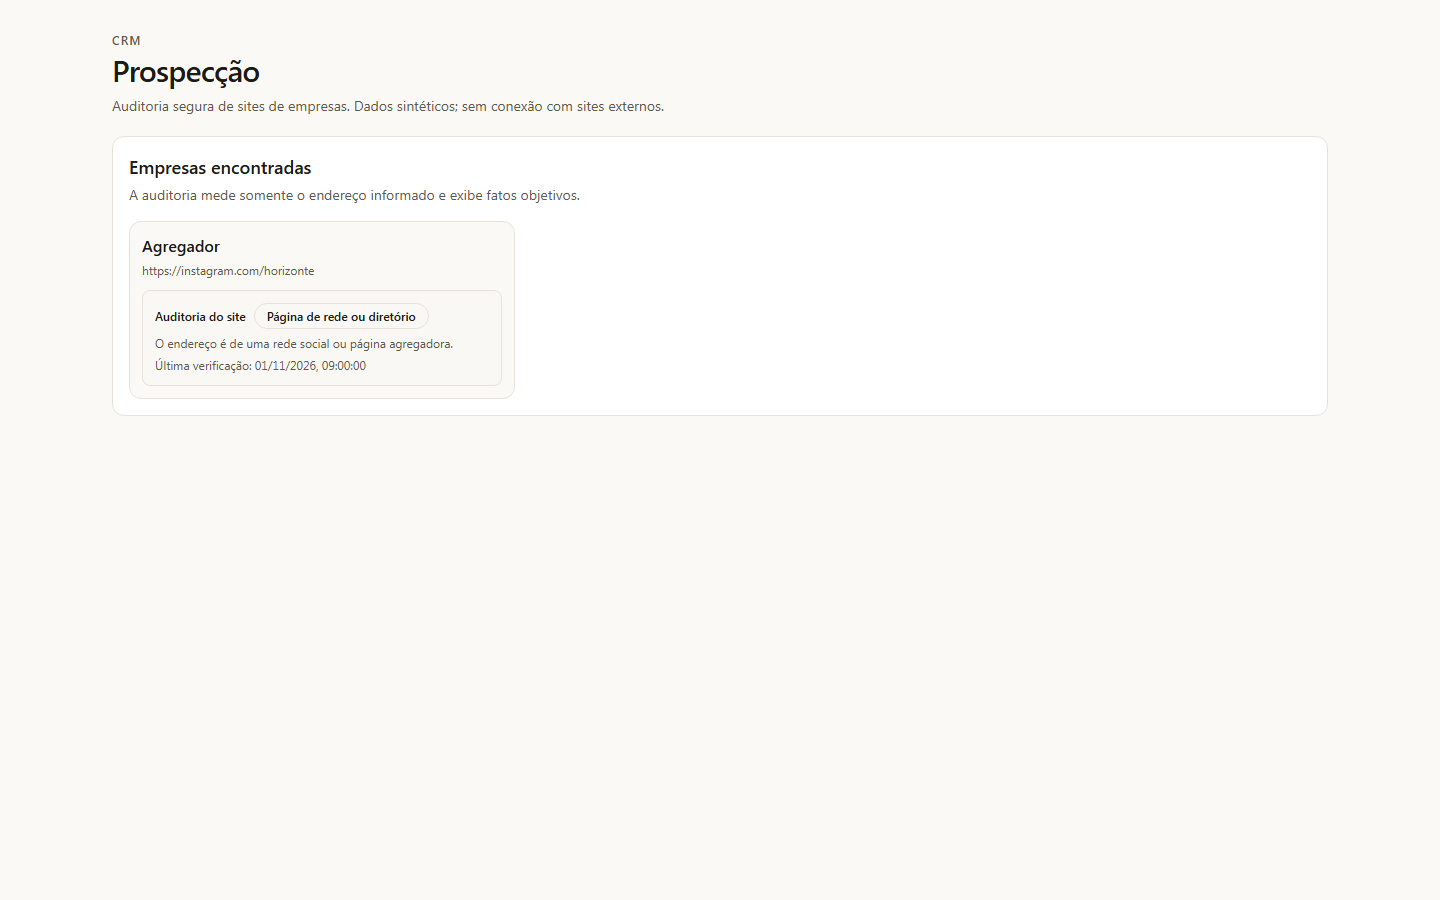 CRM
Prospecção
Auditoria segura de sites de empresas. Dados sintéticos; sem conexão com sites externos.
Empresas encontradas
A auditoria mede somente o endereço informado e exibe fatos objetivos.
Agregador
https://instagram.com/horizonte
Auditoria do site Página de rede ou diretório
O endereço é de uma rede social ou página agregadora.
Última verificação: 01/11/2026, 09:00:00